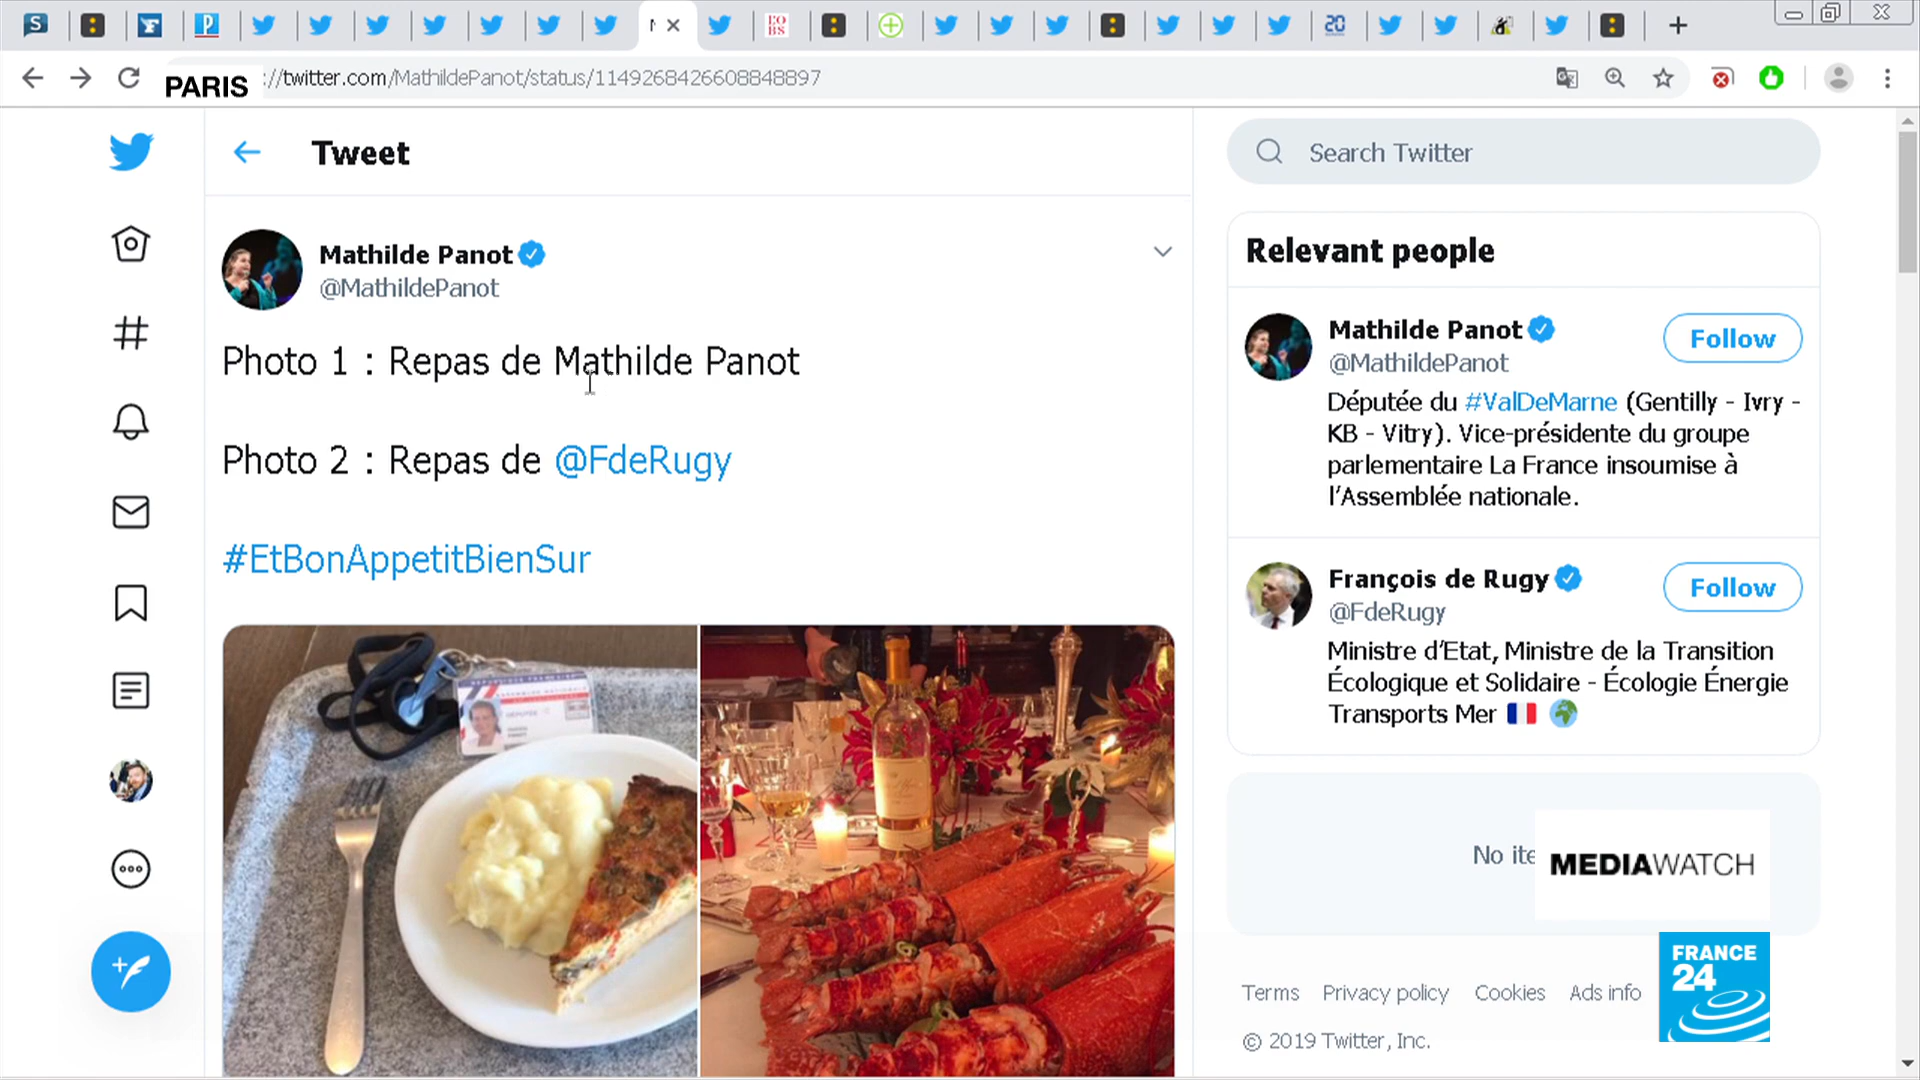 PARIS
://twitter.com/MathildePanot/status/1149268426608848897
Tweet
Search Twitter
Mathilde Panot
@MathildePanot
Photo 1 : Repas de Mathilde Panot
Photo 2 : Repas de @FdeRugy
#EtBonAppetitBienSur
Relevant people
Mathilde Panot
@MathildePanot
Follow
Députée du #ValDeMarne (Gentilly - Ivry -
KB - Vitry). Vice-présidente du groupe
parlementaire La France insoumise à
l'Assemblée nationale.
François de Rugy
@FdeRugy
Follow
Ministre d'Etat, Ministre de la Transition
Écologique et Solidaire - Écologie Énergie
Transports Mer
No ite
MEDIAWATCH
FRANCE
24
Terms Privacy policy Cookies Ads info
© 2019 Twitter, Inc.